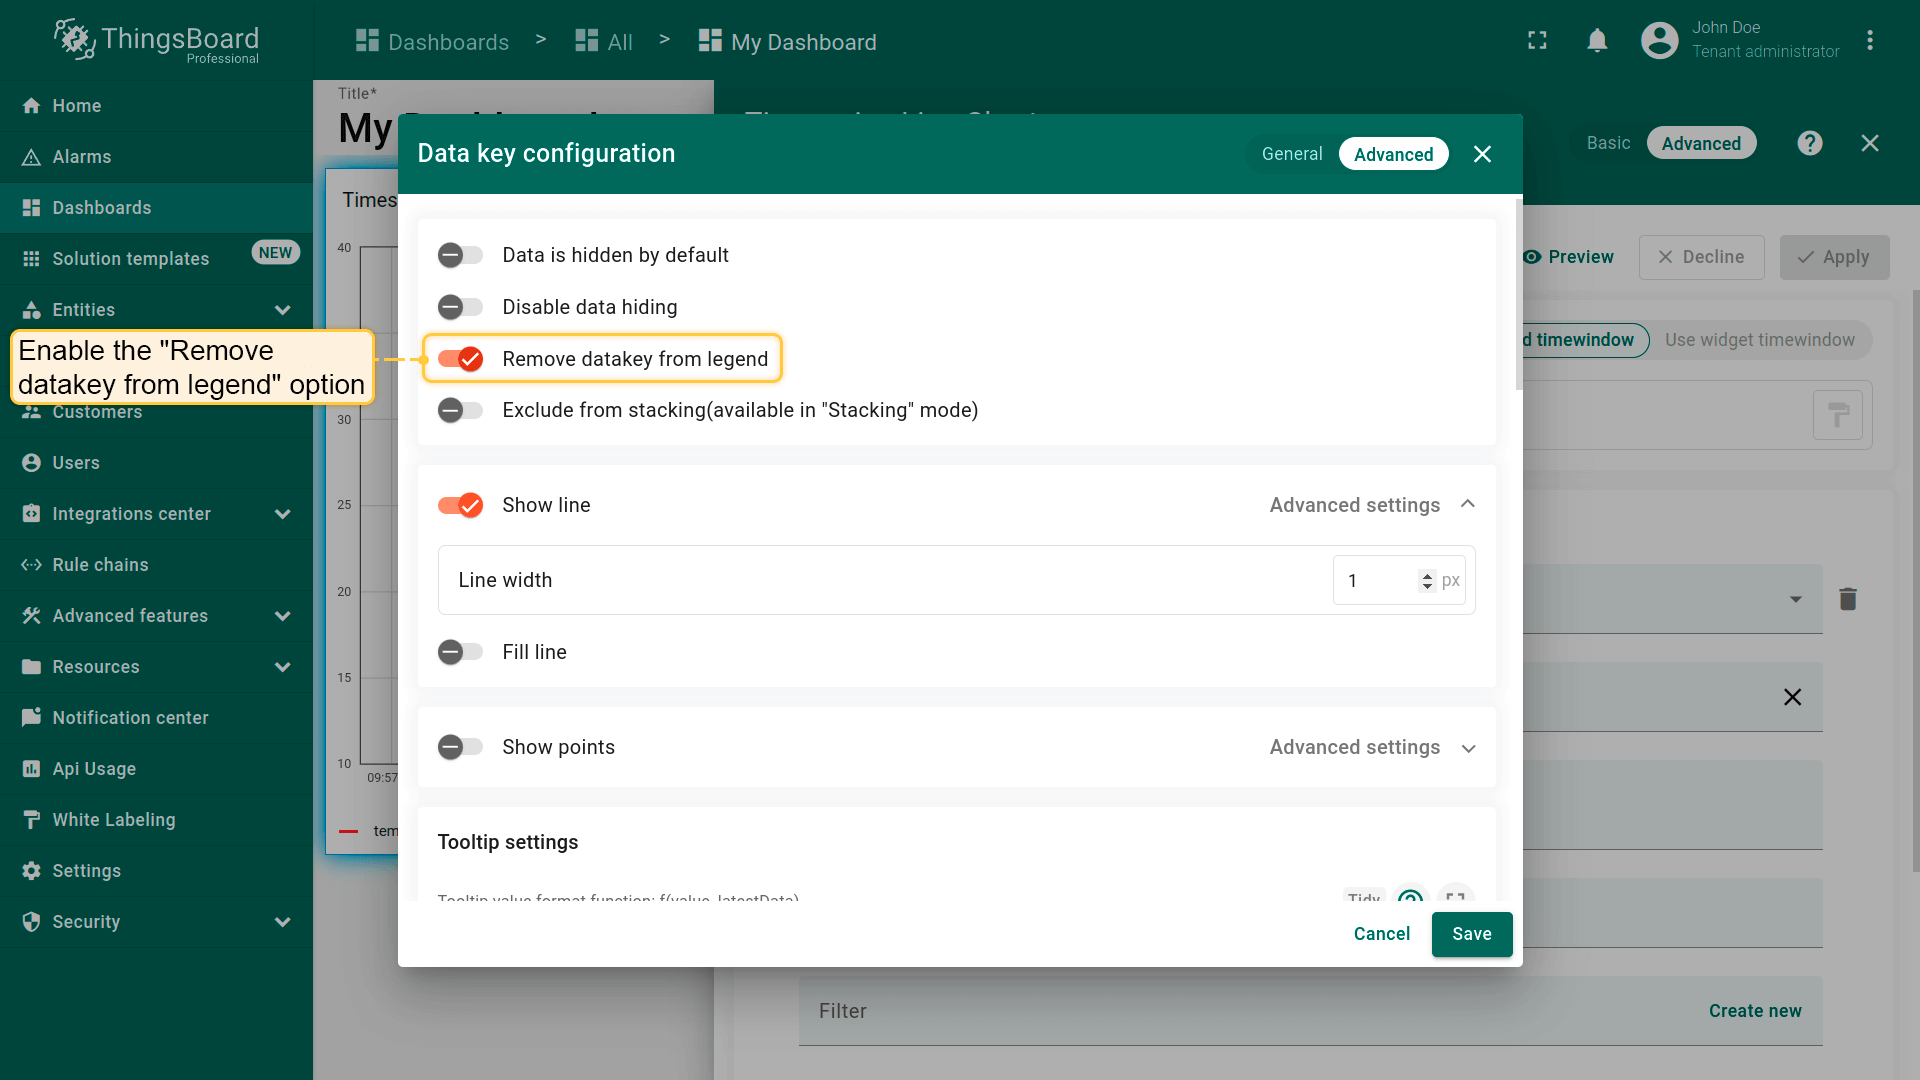 ThingsBoard
Professional
Dashboards > All > My Dashboard
John Doe
Tenant administrator
Home
Alarms
Dashboards
Solution templates NEW
Entities
Enable the "Remove
datakey from legend" option
Customers
Users
Integrations center
Rule chains
Advanced features
Resources
Notification center
Api Usage
White Labeling
Settings
Security
Title*
My
Times
40
30
25
20
15
10
09:57
tem
Basic
Advanced
Preview
Decline
Apply
d timewindow
Use widget timewindow
Data key configuration
General
Advanced
Data is hidden by default
Disable data hiding
Remove datakey from legend
Exclude from stacking(available in "Stacking" mode)
Show line
Advanced settings
Line width
1
px
Fill line
Show points
Advanced settings
Tooltip settings
Tooltip value format function: f(value, latestData)
Tidy
Cancel
Save
Filter
Create new